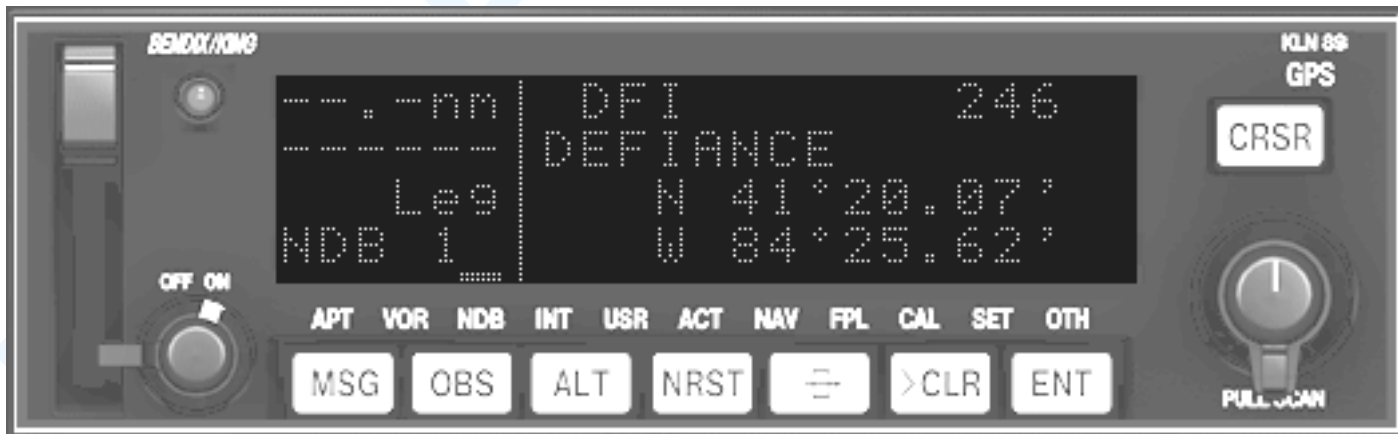 BENDIX/KING
KLN 89
GPS
--.-nm DFI 246
------ DEFIANCE
Leg N 41°20.07'
NDB 1 W 84°25.62'
CRSR
OFF ON
APT VOR NDB INT USR ACT NAV FPL CAL SET OTH
MSG OBS ALT NRST >CLR ENT
PULL SCAN